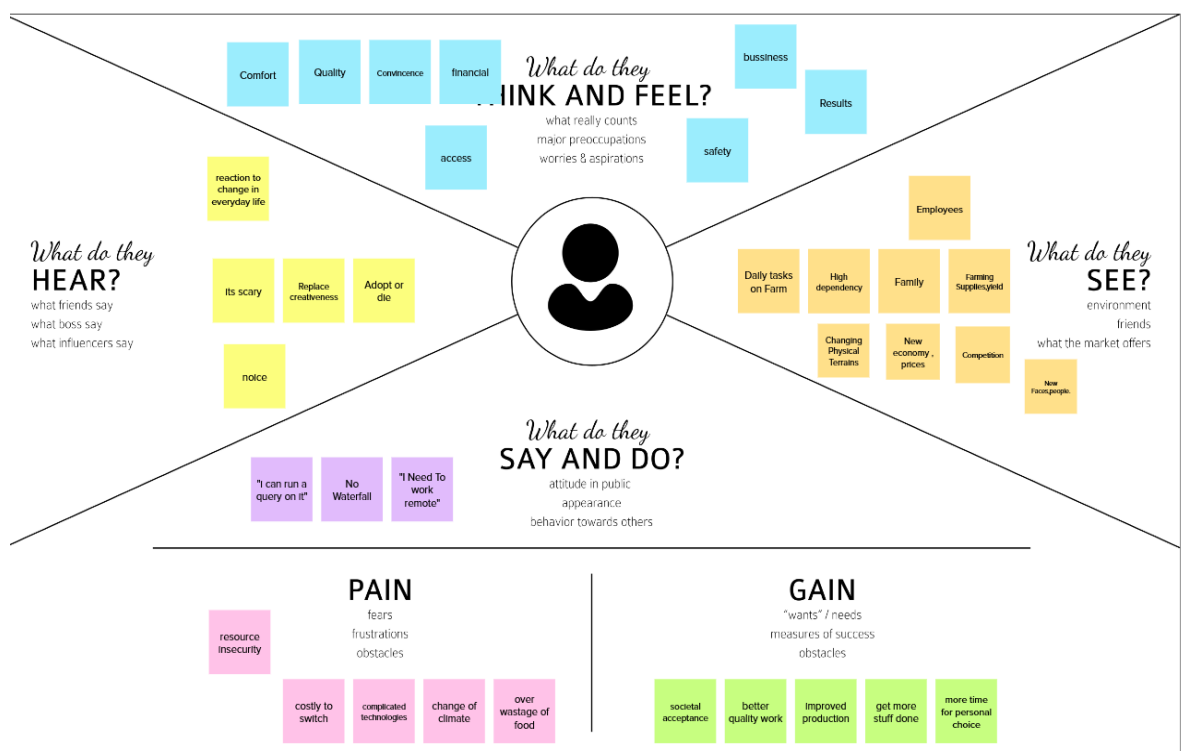 Comfort
Quality
Convincence
financial
access
What do they
THINK AND FEEL?
what really counts
major preoccupations
worries & aspirations
bussiness
Results
safety
What do they
HEAR?
what friends say
what boss say
what influencers say
reaction to
change in
everyday life
its scary
Replace
creativeness
Adopt or
die
noice
Employees
Daily tasks
on Farm
High
dependency
Family
Farming
Supplies,yield
Changing
Physical
Terrains
New
economy ,
prices
Competition
New
Faces,people.
What do they
SEE?
environment
friends
what the market offers
What do they
SAY AND DO?
attitude in public
appearance
behavior towards others
"I can run a
query on it"
No
Waterfall
"I Need To
work
remote"
PAIN
fears
frustrations
obstacles
resource
insecurity
costly to
switch
complicated
technologies
change of
climate
over
wastage of
food
GAIN
"wants" / needs
measures of success
obstacles
societal
acceptance
better
quality work
improved
production
get more
stuff done
more time
for personal
choice